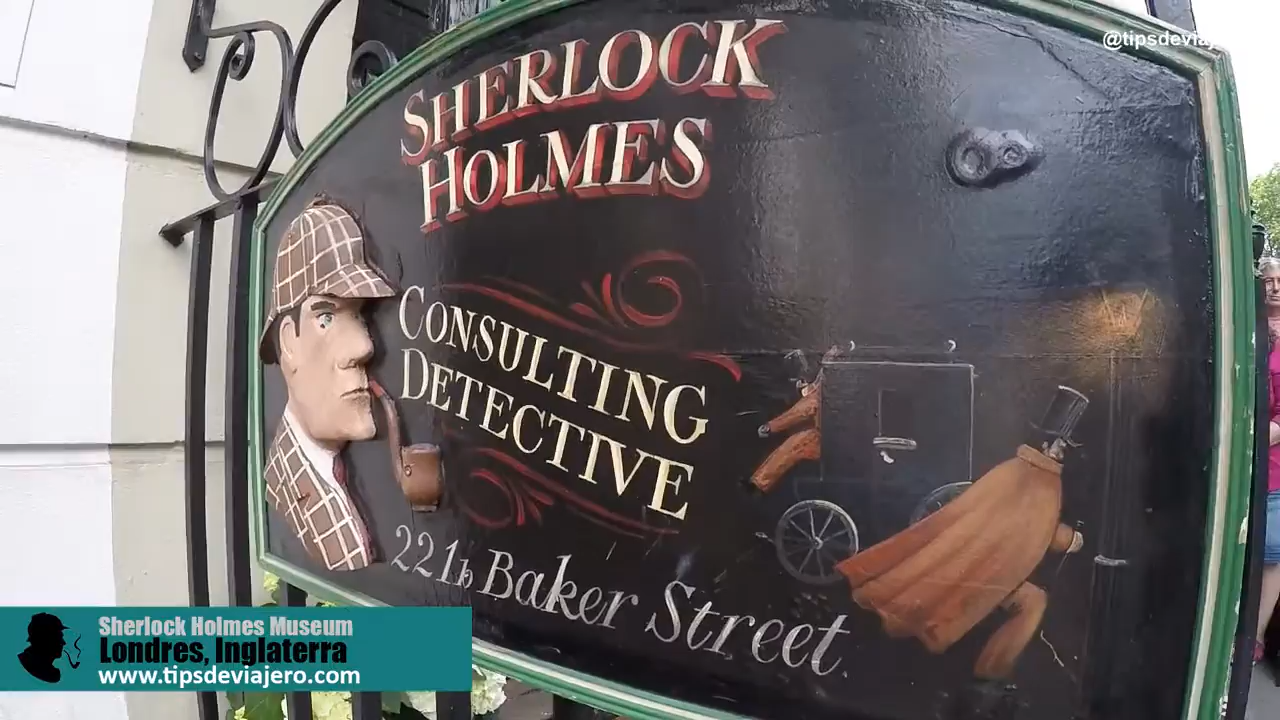 @tipsdeviaj
SHERLOCK
HOLMES
CONSULTING
DETECTIVE
221b Baker Street
Sherlock Holmes Museum
Londres, Inglaterra
www.tipsdeviajero.com